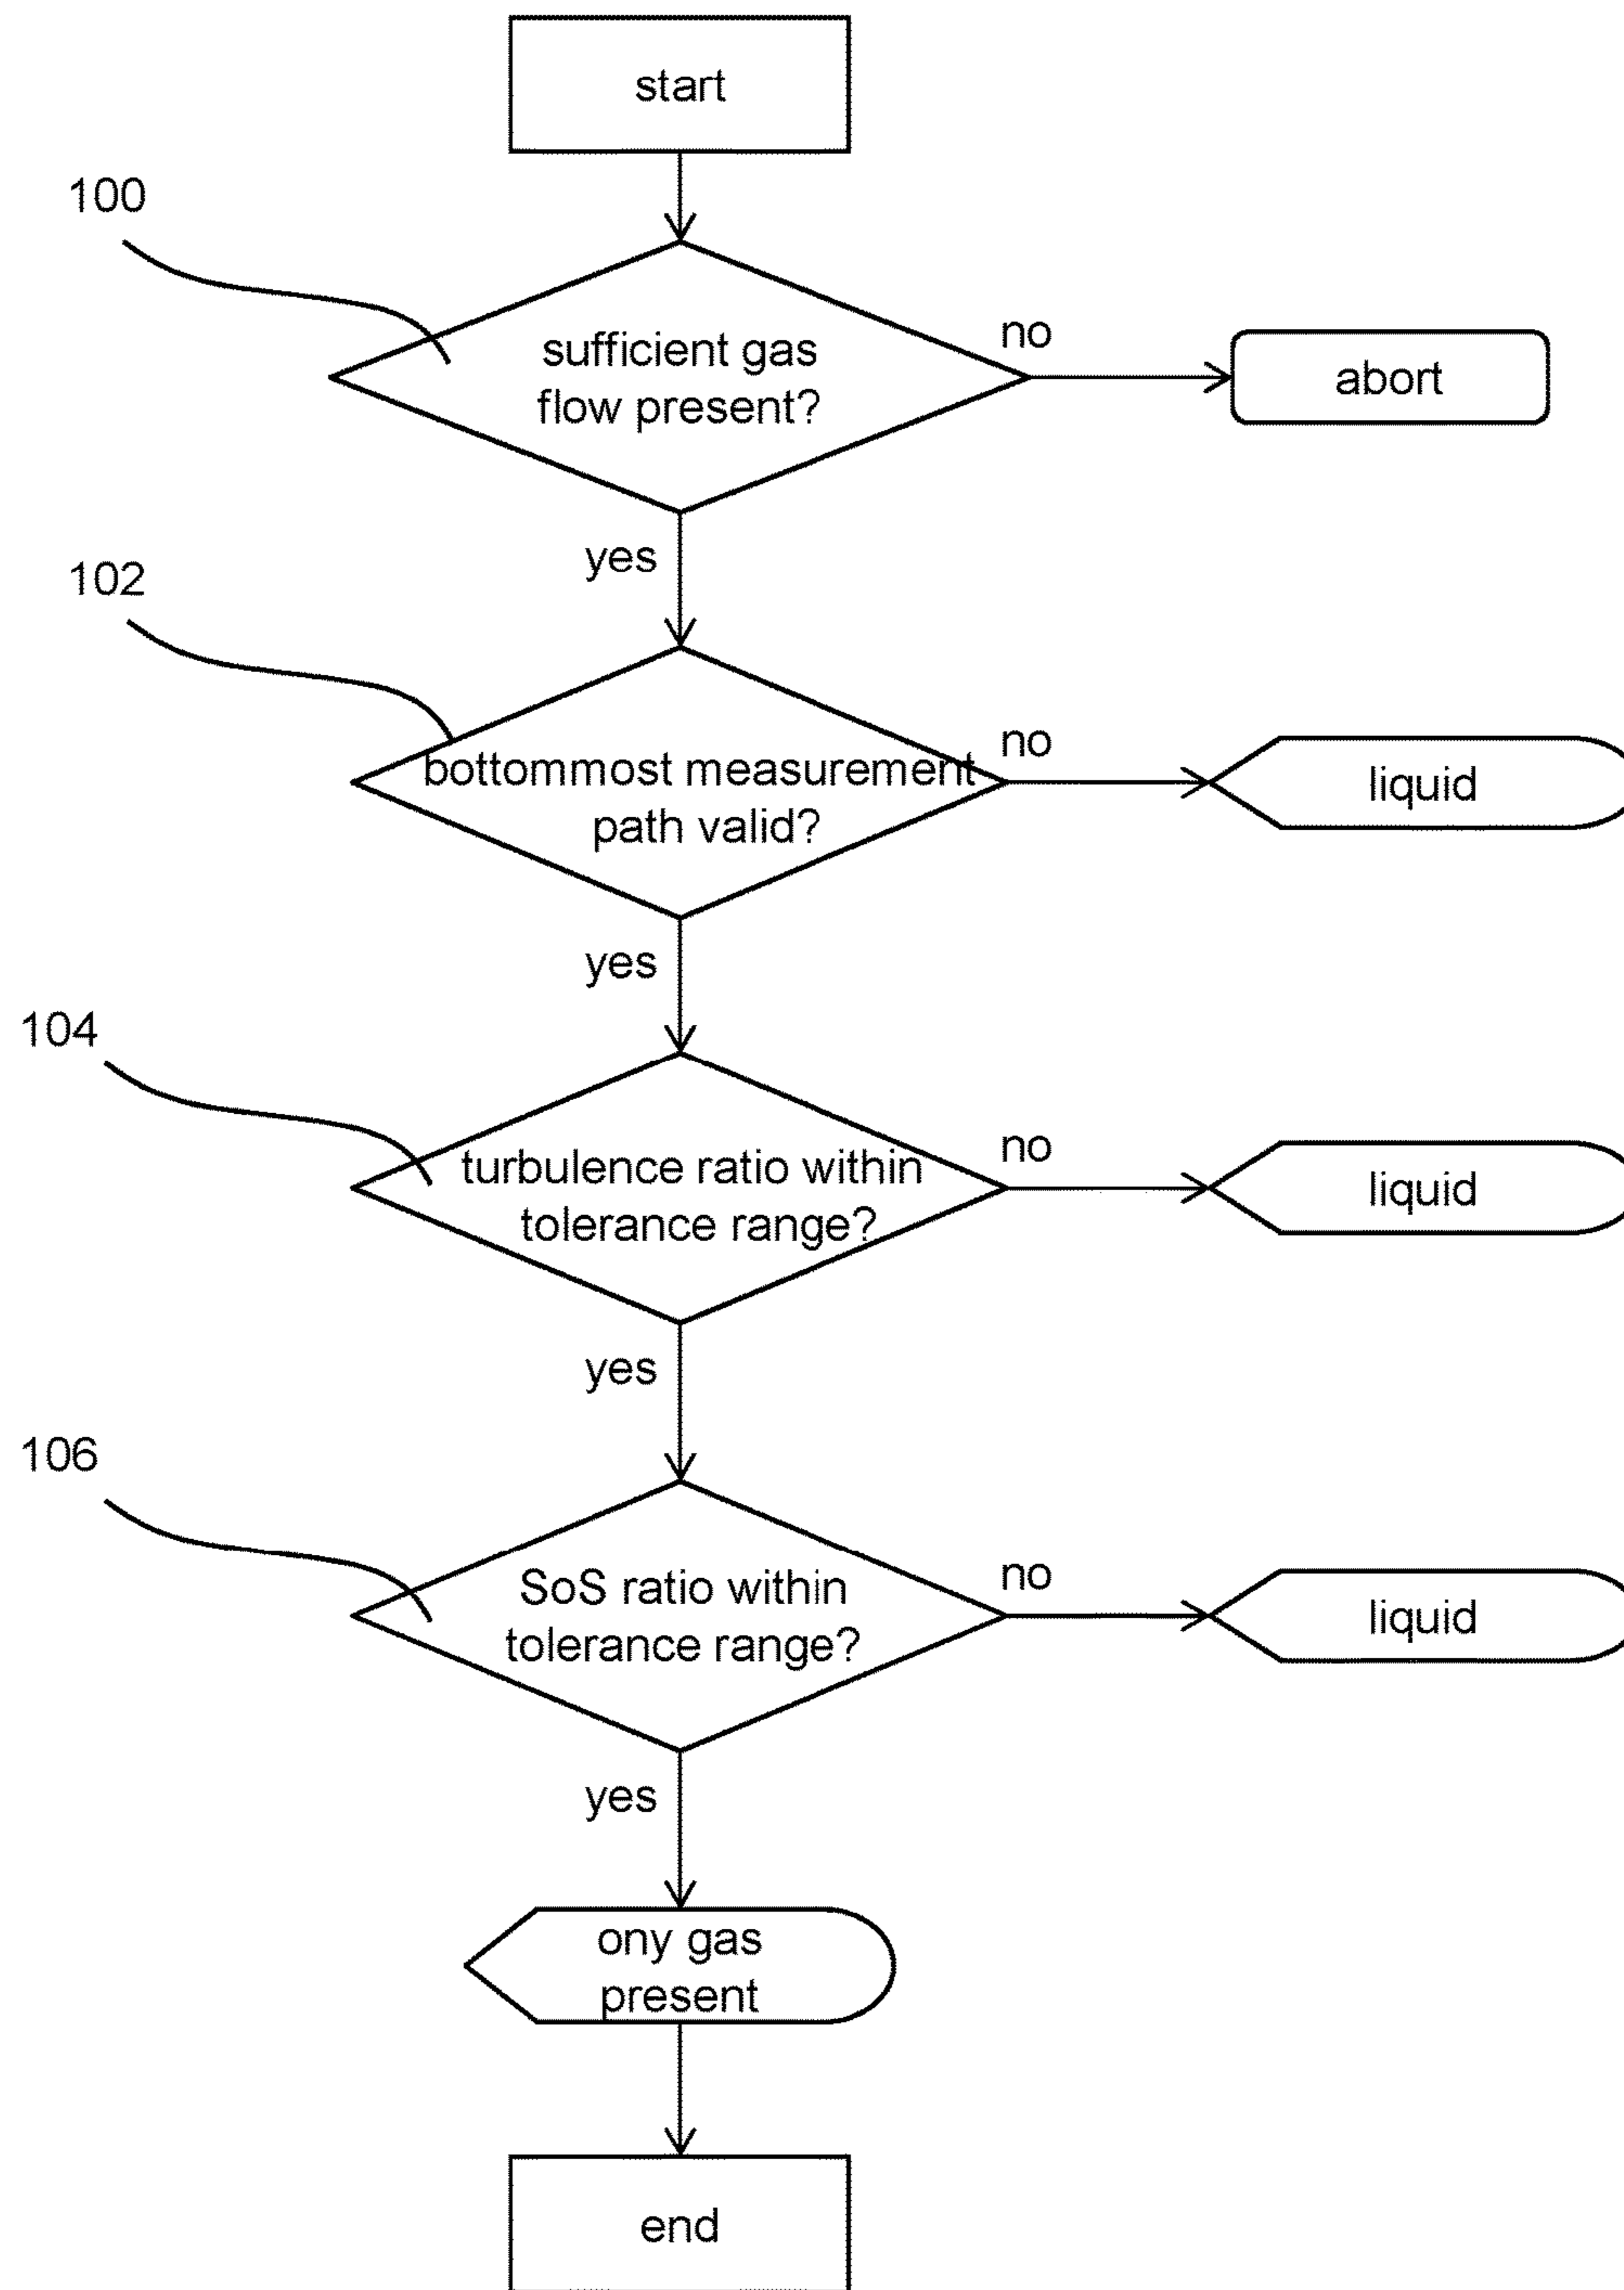 start
100
sufficient gas
flow present?
no
abort
yes
102
bottommost measurement
path valid?
no
liquid
yes
104
turbulence ratio within
tolerance range?
no
liquid
yes
106
SoS ratio within
tolerance range?
no
liquid
yes
ony gas
present
end